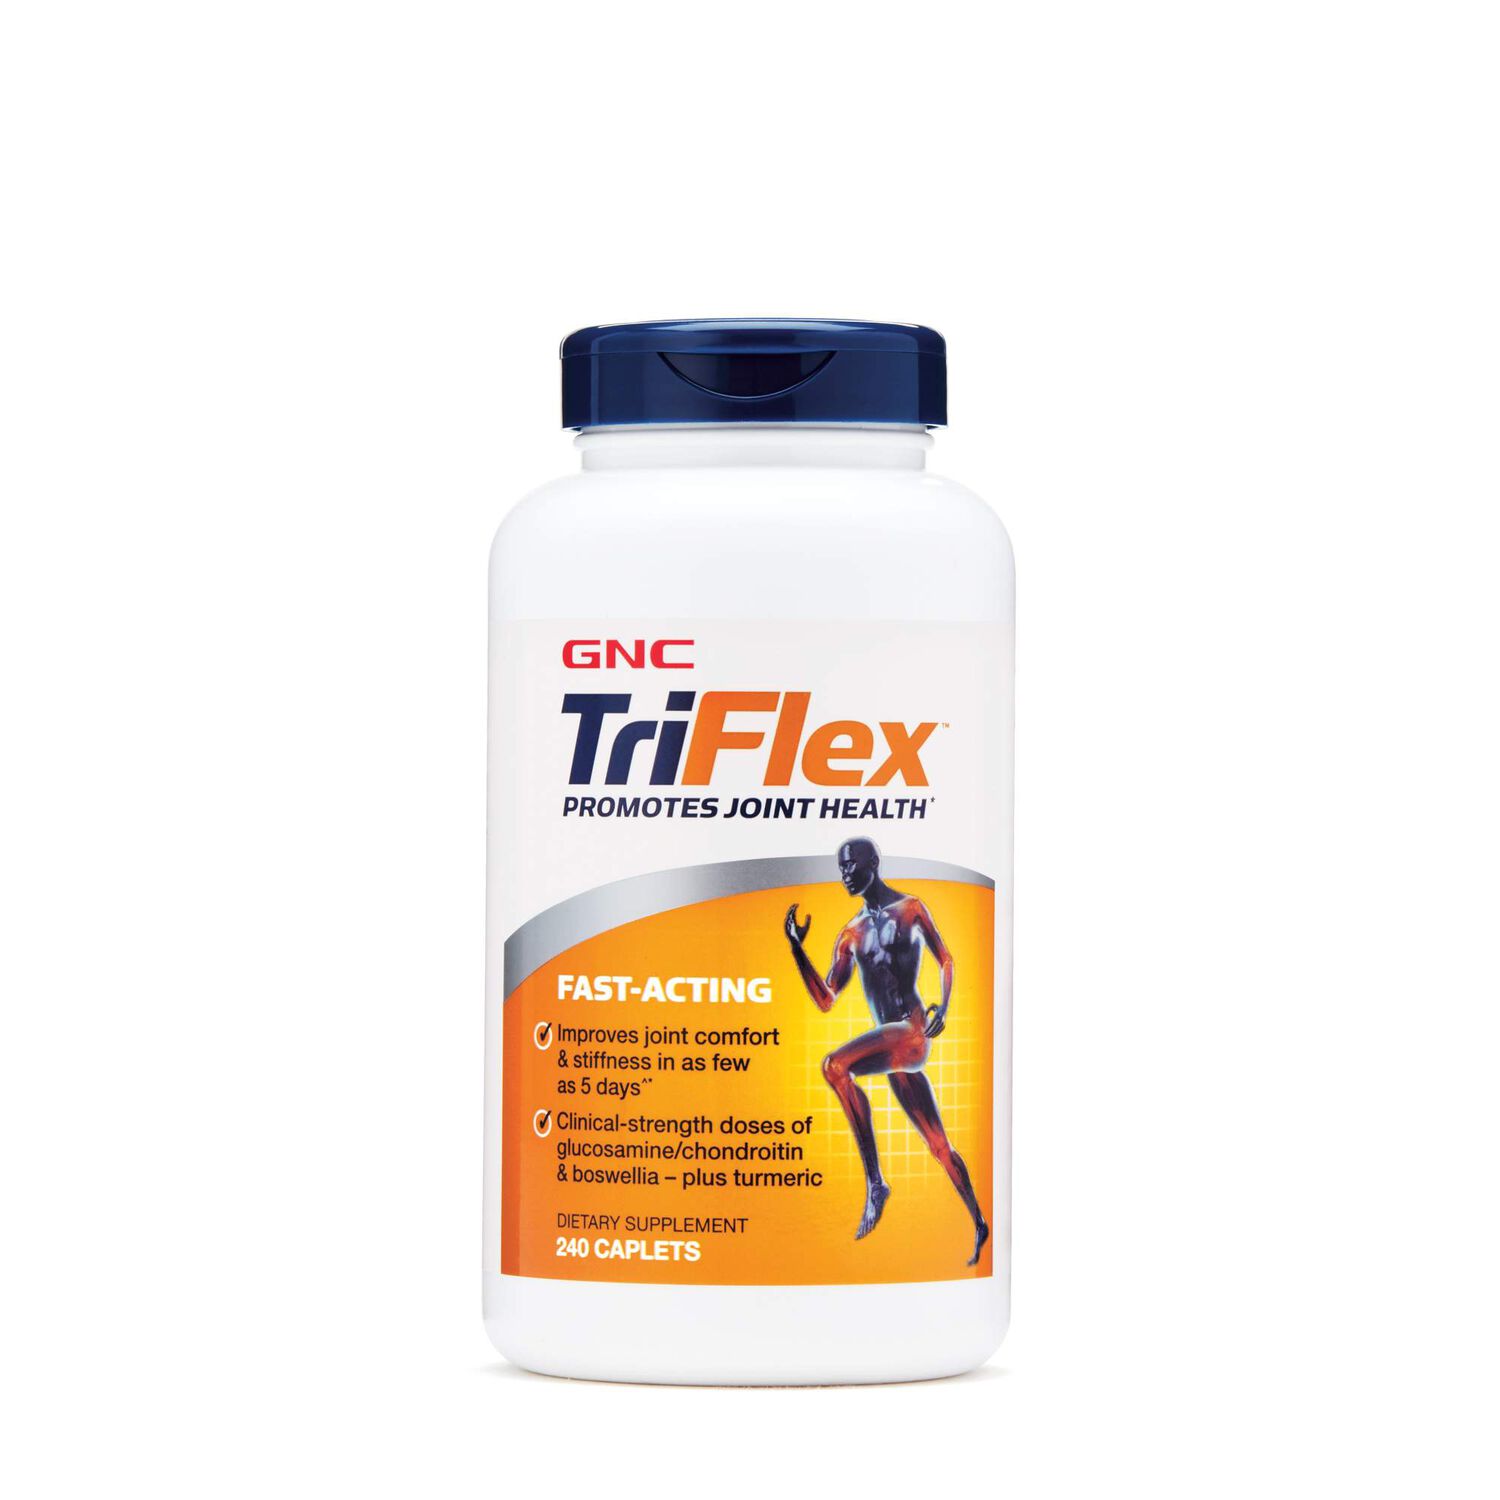 GNC
TriFlex™
PROMOTES JOINT HEALTH*
FAST-ACTING
Improves joint comfort
& stiffness in as few
as 5 days^*
Clinical-strength doses of
glucosamine/chondroitin
& boswellia – plus turmeric
DIETARY SUPPLEMENT
240 CAPLETS